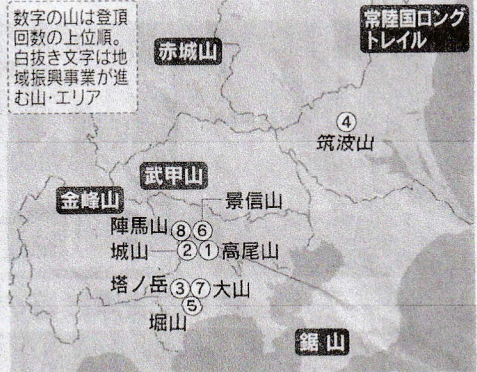 数字の山は登頂
回数の上位順。
白抜き文字は地
域振興事業が進
む山・エリア
常陸国ロング
トレイル
赤城山
④
筑波山
武甲山
金峰山
景信山
陣馬山⑧⑥
城山②①高尾山
塔ノ岳③⑦大山
⑤
堀山
鋸山